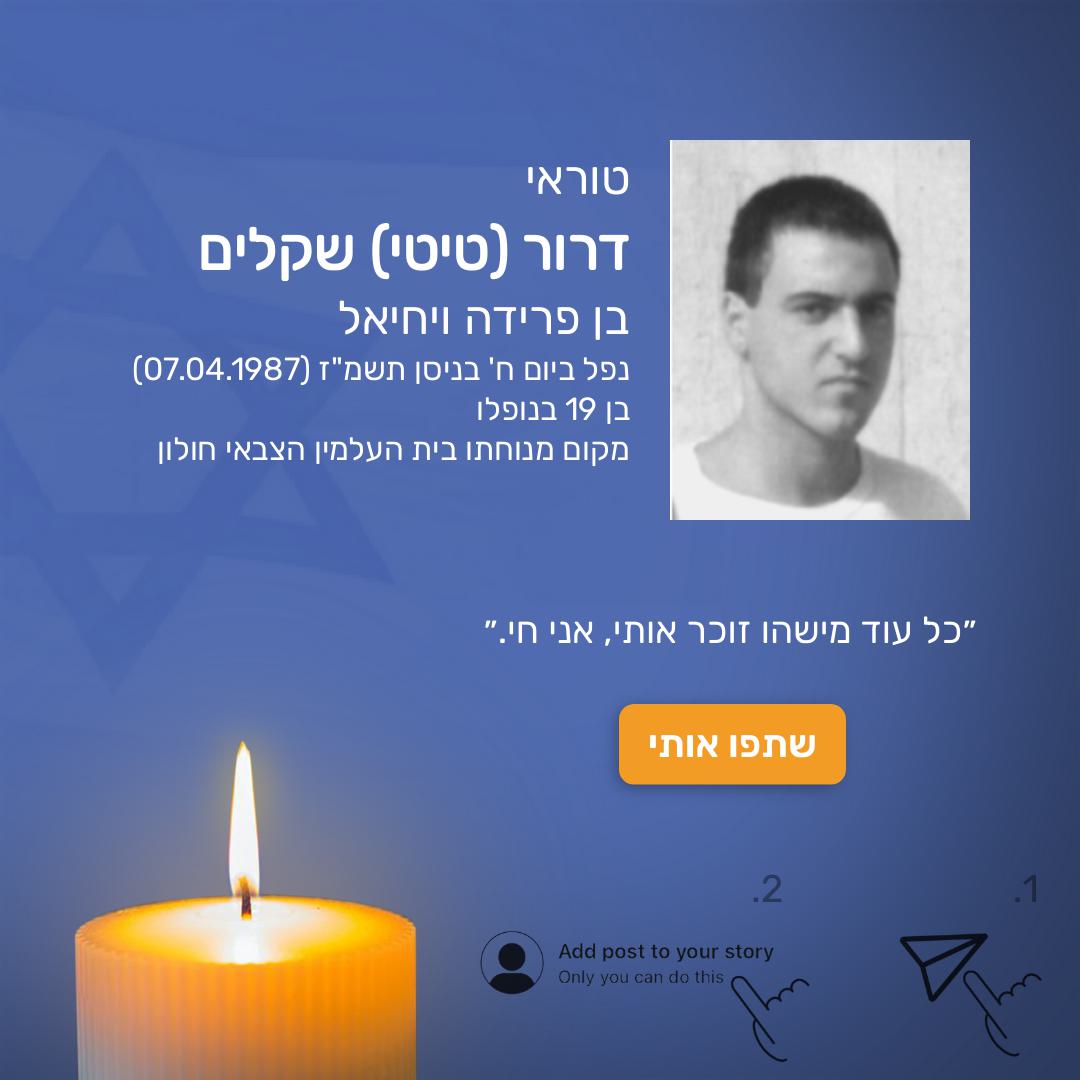 טוראי
דרור (טיטי) שקלים
בן פרידה ויחיאל
נפל ביום ח' בניסן תשמ"ז (07.04.1987)
בן 19 בנופלו
מקום מנוחתו בית העלמין הצבאי חולון
״כל עוד מישהו זוכר אותי, אני חי.״
שתפו אותי
.1
.2
Add post to your story
Only you can do this